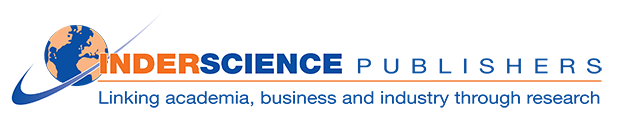 INDERSCIENCE PUBLISHERS
Linking academia, business and industry through research